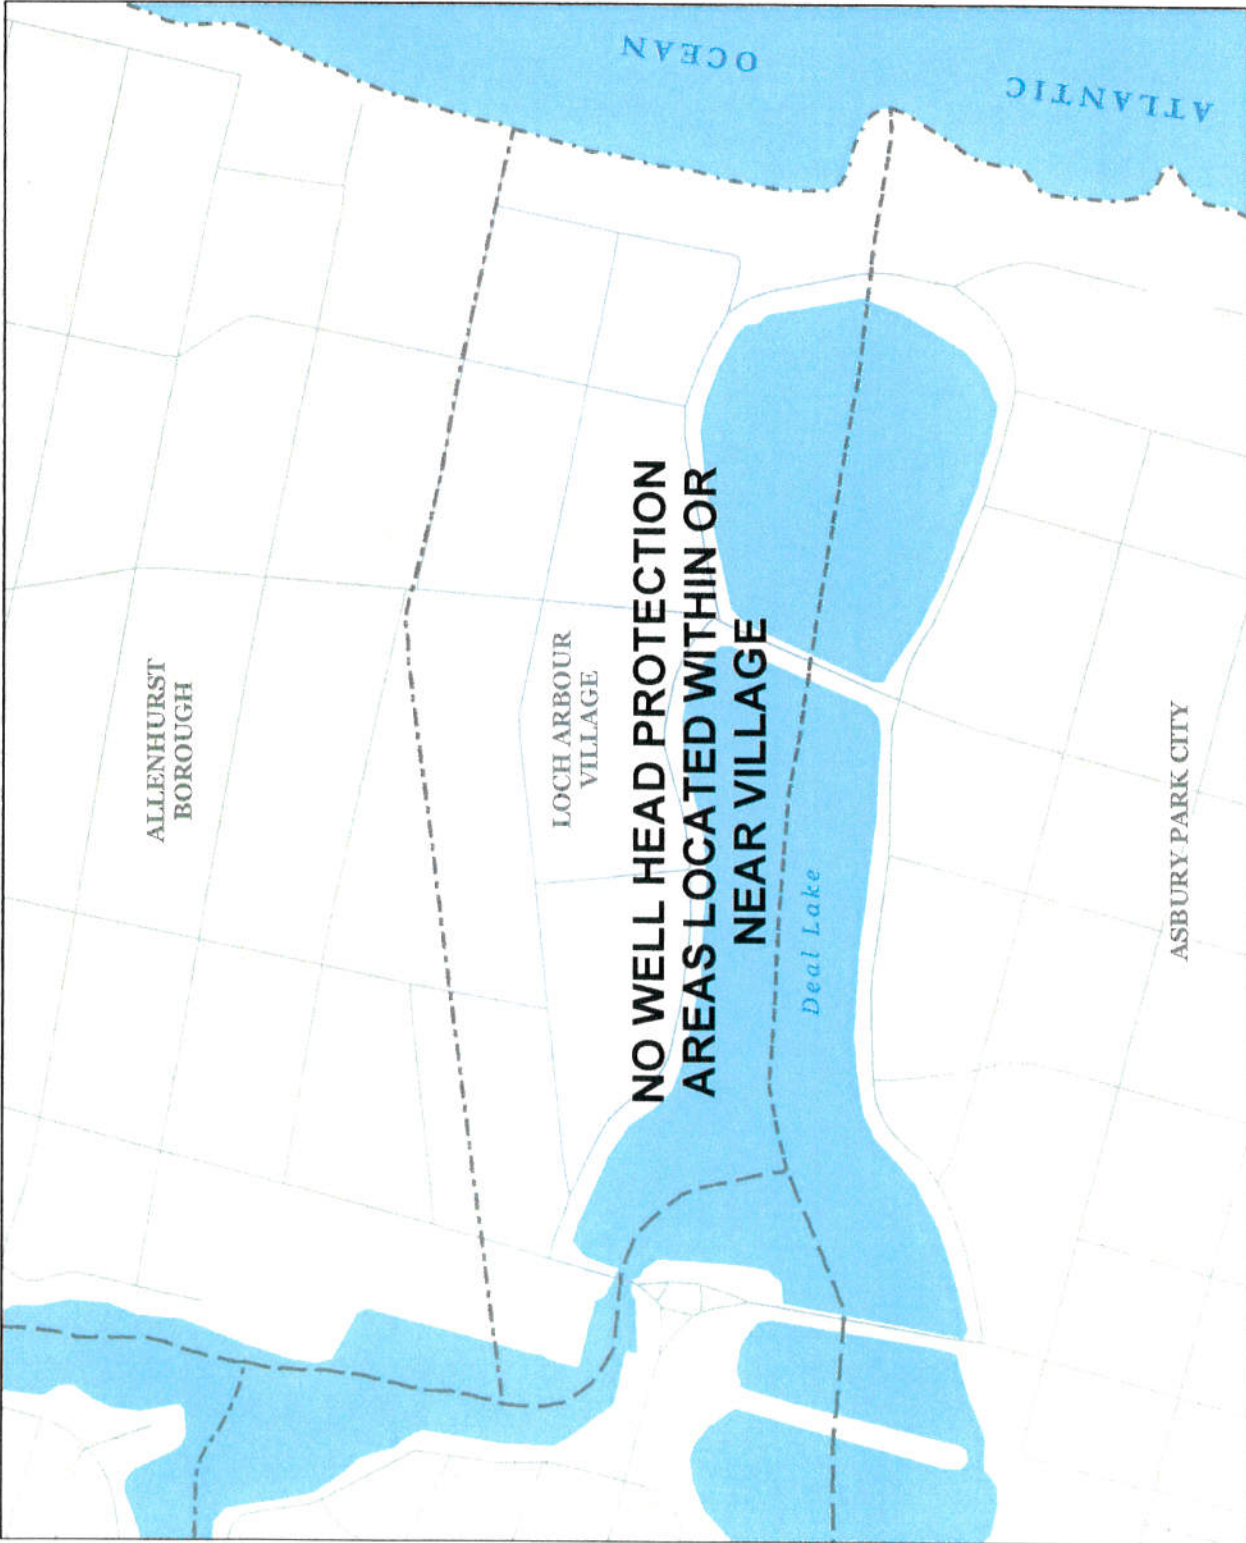 ALLENHURST
BOROUGH
LOCH ARBOUR
VILLAGE
NO WELL HEAD PROTECTION
AREAS LOCATED WITHIN OR
NEAR VILLAGE
Deal Lake
ASBURY PARK CITY
ATLANTIC
OCEAN